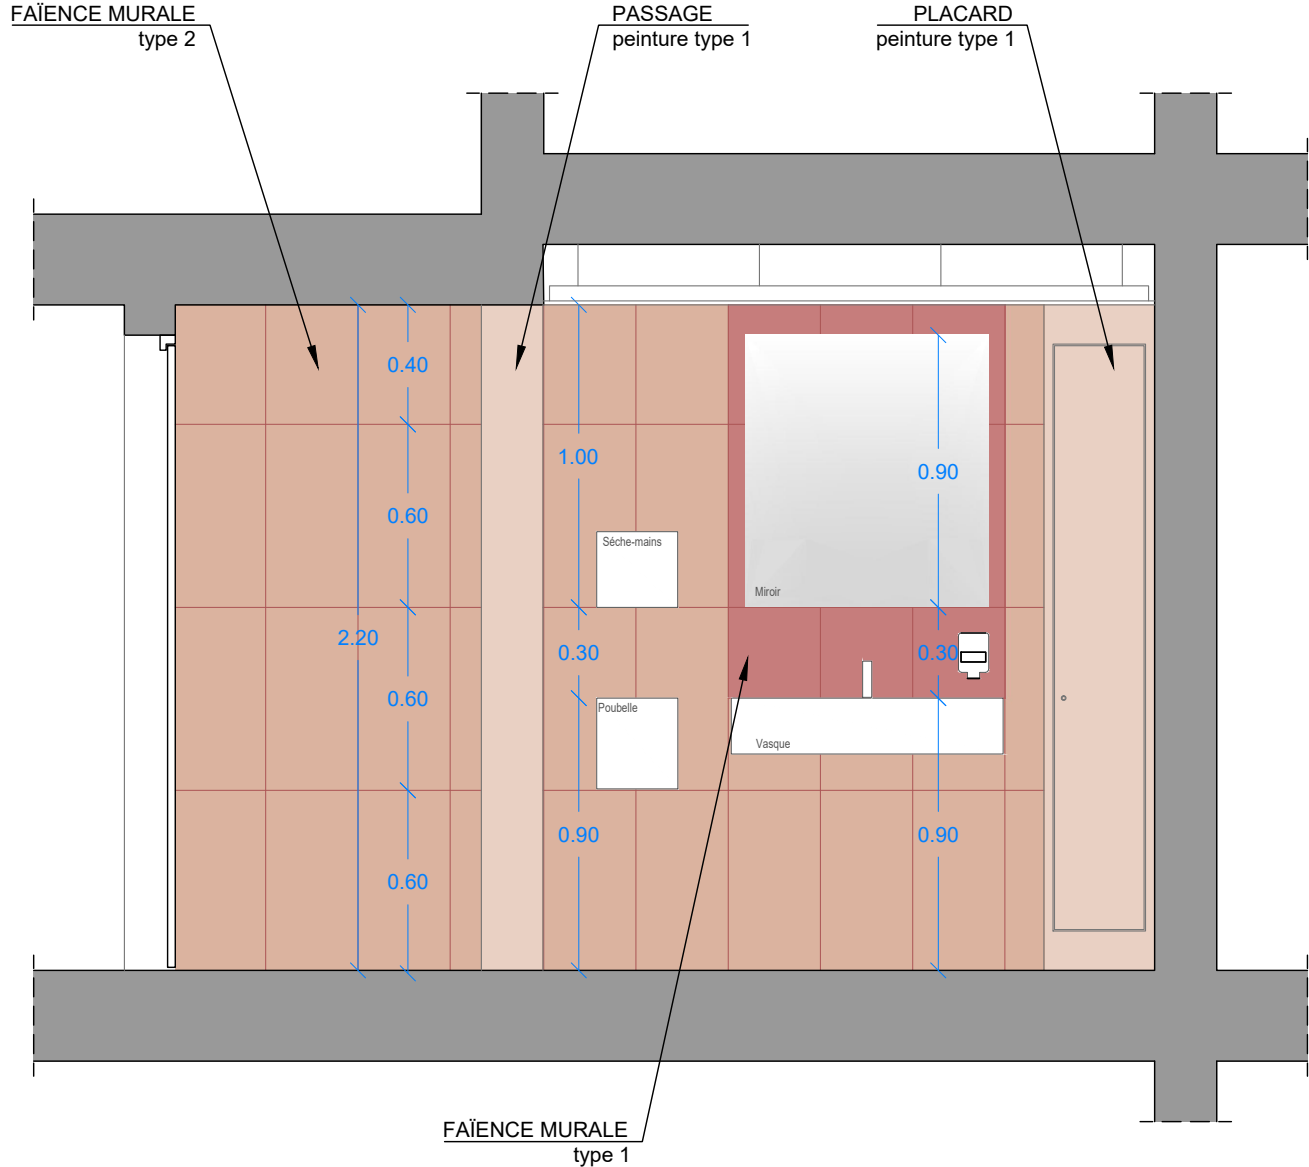 FAÏENCE MURALE
type 2
PASSAGE
peinture type 1
PLACARD
peinture type 1
0.40
1.00
0.90
0.60
Séche-mains
Miroir
2.20
0.30
0.30
0.60
Poubelle
Vasque
0.90
0.90
0.60
FAÏENCE MURALE
type 1